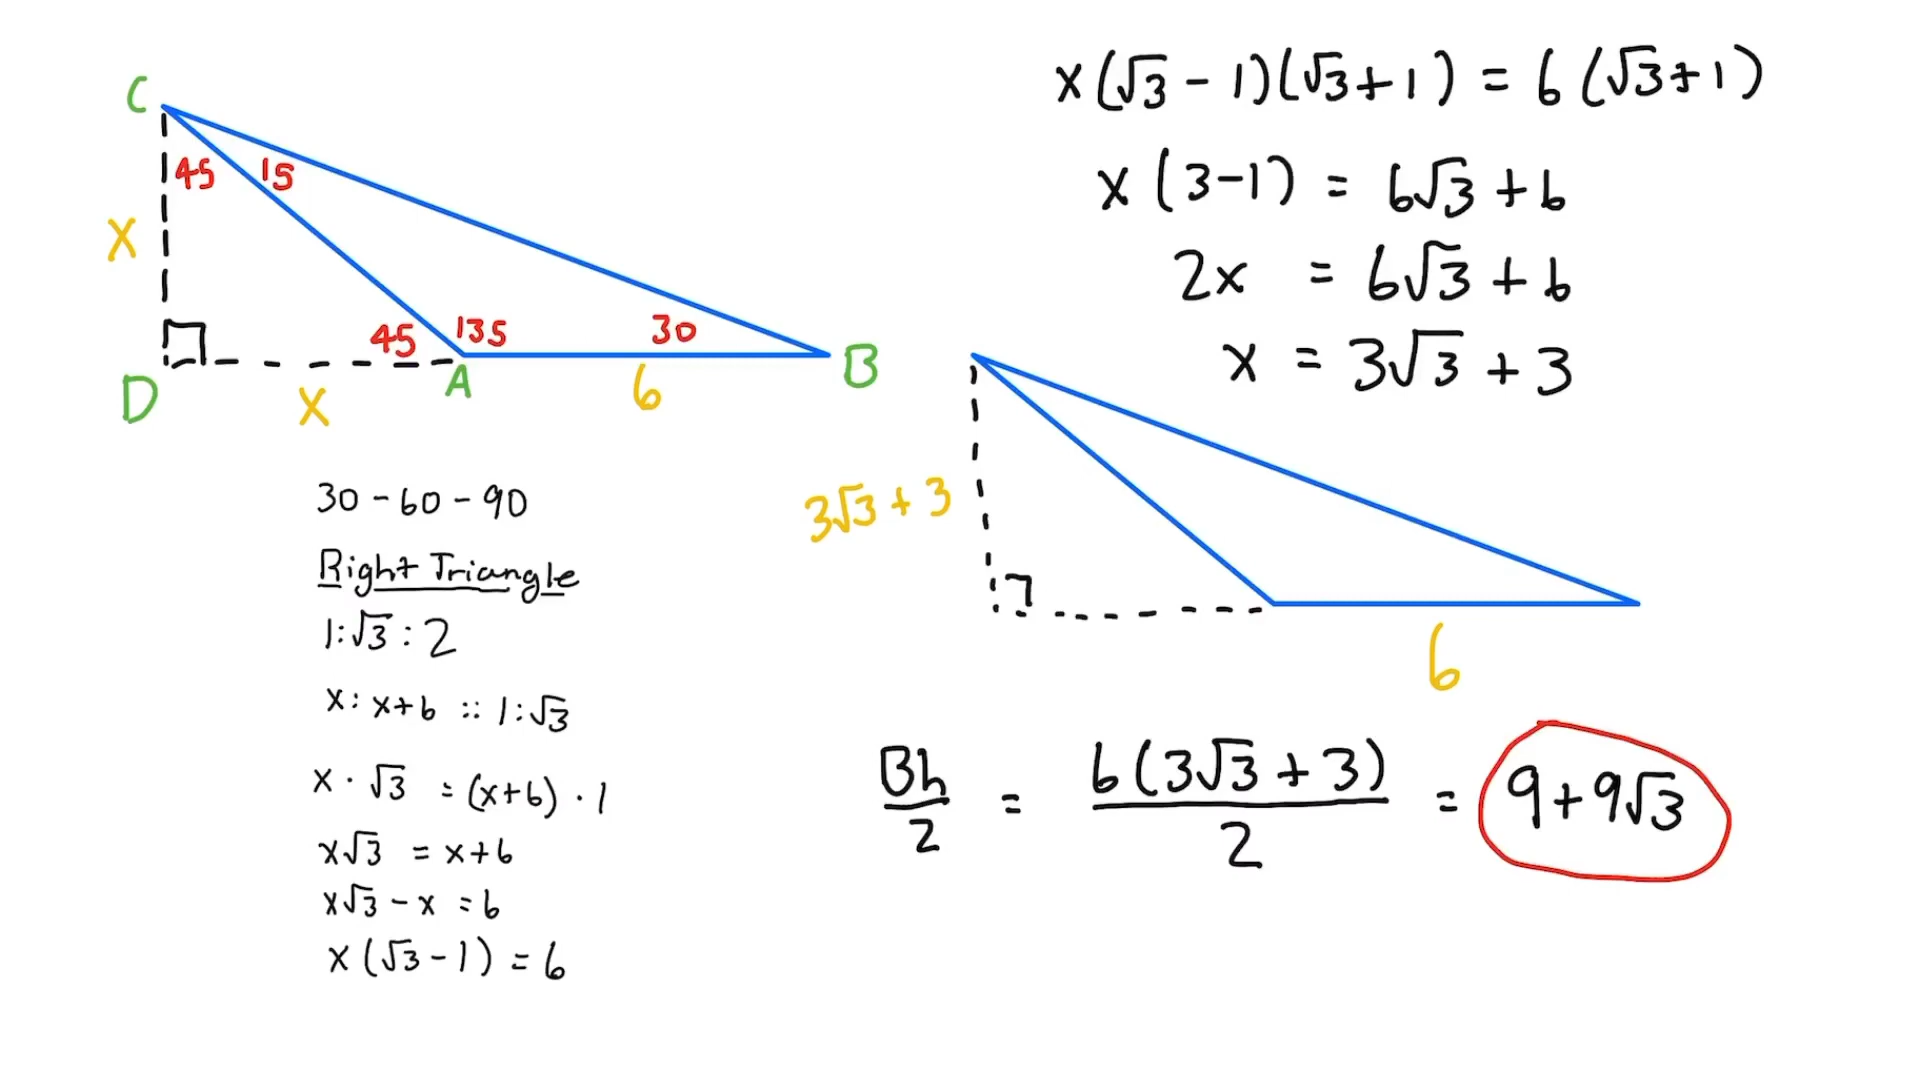 C
45 15
X
45 135 30
D X A 6 B
30 - 60 - 90
Right Triangle
1:√3 : 2
x: x+6 :: 1:√3
x · √3 = (x+6) · 1
x√3 = x+6
x√3 - x = 6
x(√3 - 1) = 6
x(√3 - 1)(√3 + 1) = 6(√3+1)
x(3-1) = 6√3 + 6
2x = 6√3 + 6
x = 3√3 + 3
3√3 + 3
6
Bh/2 = 6(3√3 + 3)/2 = 9+9√3